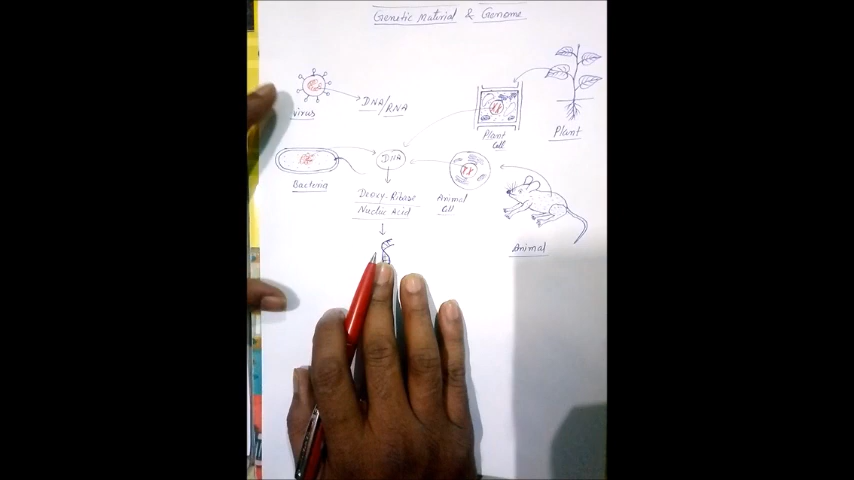 Genetic Material & Genome
Virus
DNA/RNA
Plant
Cell
Plant
DNA
Bacteria
Deoxy-Ribose
Nucleic Acid
Animal
Cell
Animal